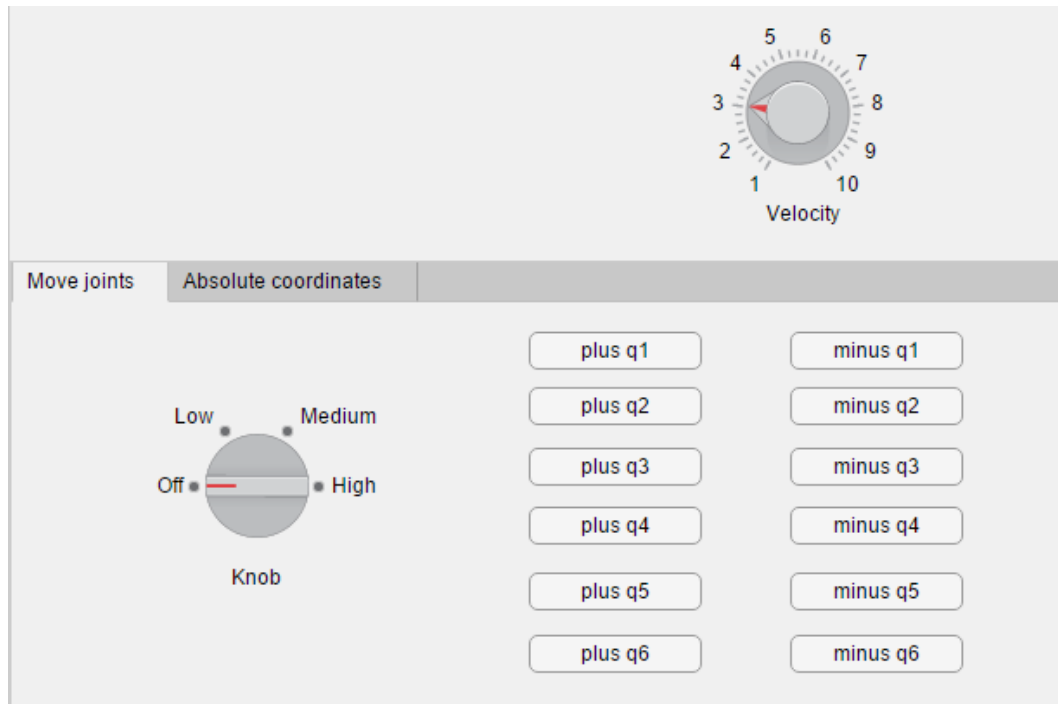 5 6
4 7
3 8
2 9
1 10
Velocity
Move joints Absolute coordinates
plus q1 minus q1
plus q2 minus q2
Low Medium
plus q3 minus q3
Off High
plus q4 minus q4
Knob
plus q5 minus q5
plus q6 minus q6